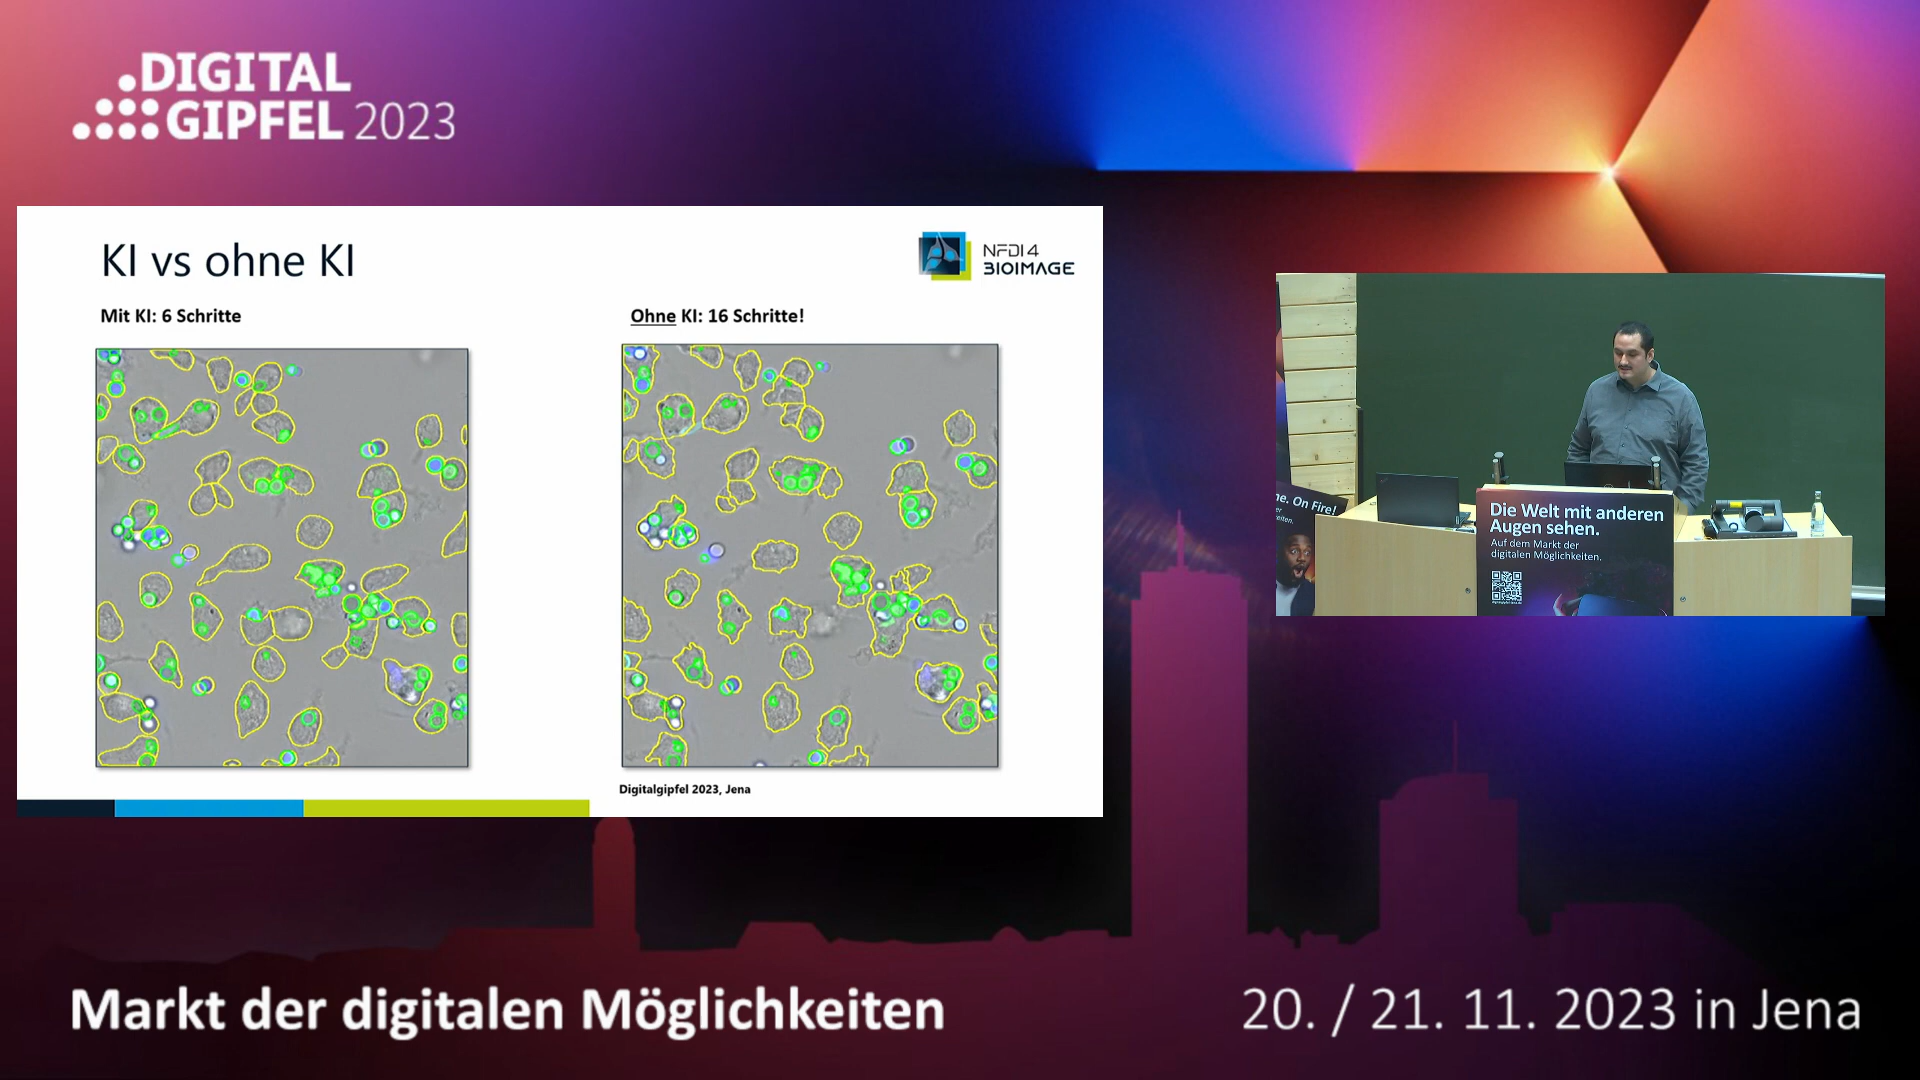 DIGITAL
GIPFEL 2023
KI vs ohne KI
NFDI4
BIOIMAGE
Mit KI: 6 Schritte
Ohne KI: 16 Schritte!
Digitalgipfel 2023, Jena
ne. On Fire!
Die Welt mit anderen
Augen sehen.
Auf dem Markt der
digitalen Möglichkeiten.
Markt der digitalen Möglichkeiten
20. / 21. 11. 2023 in Jena